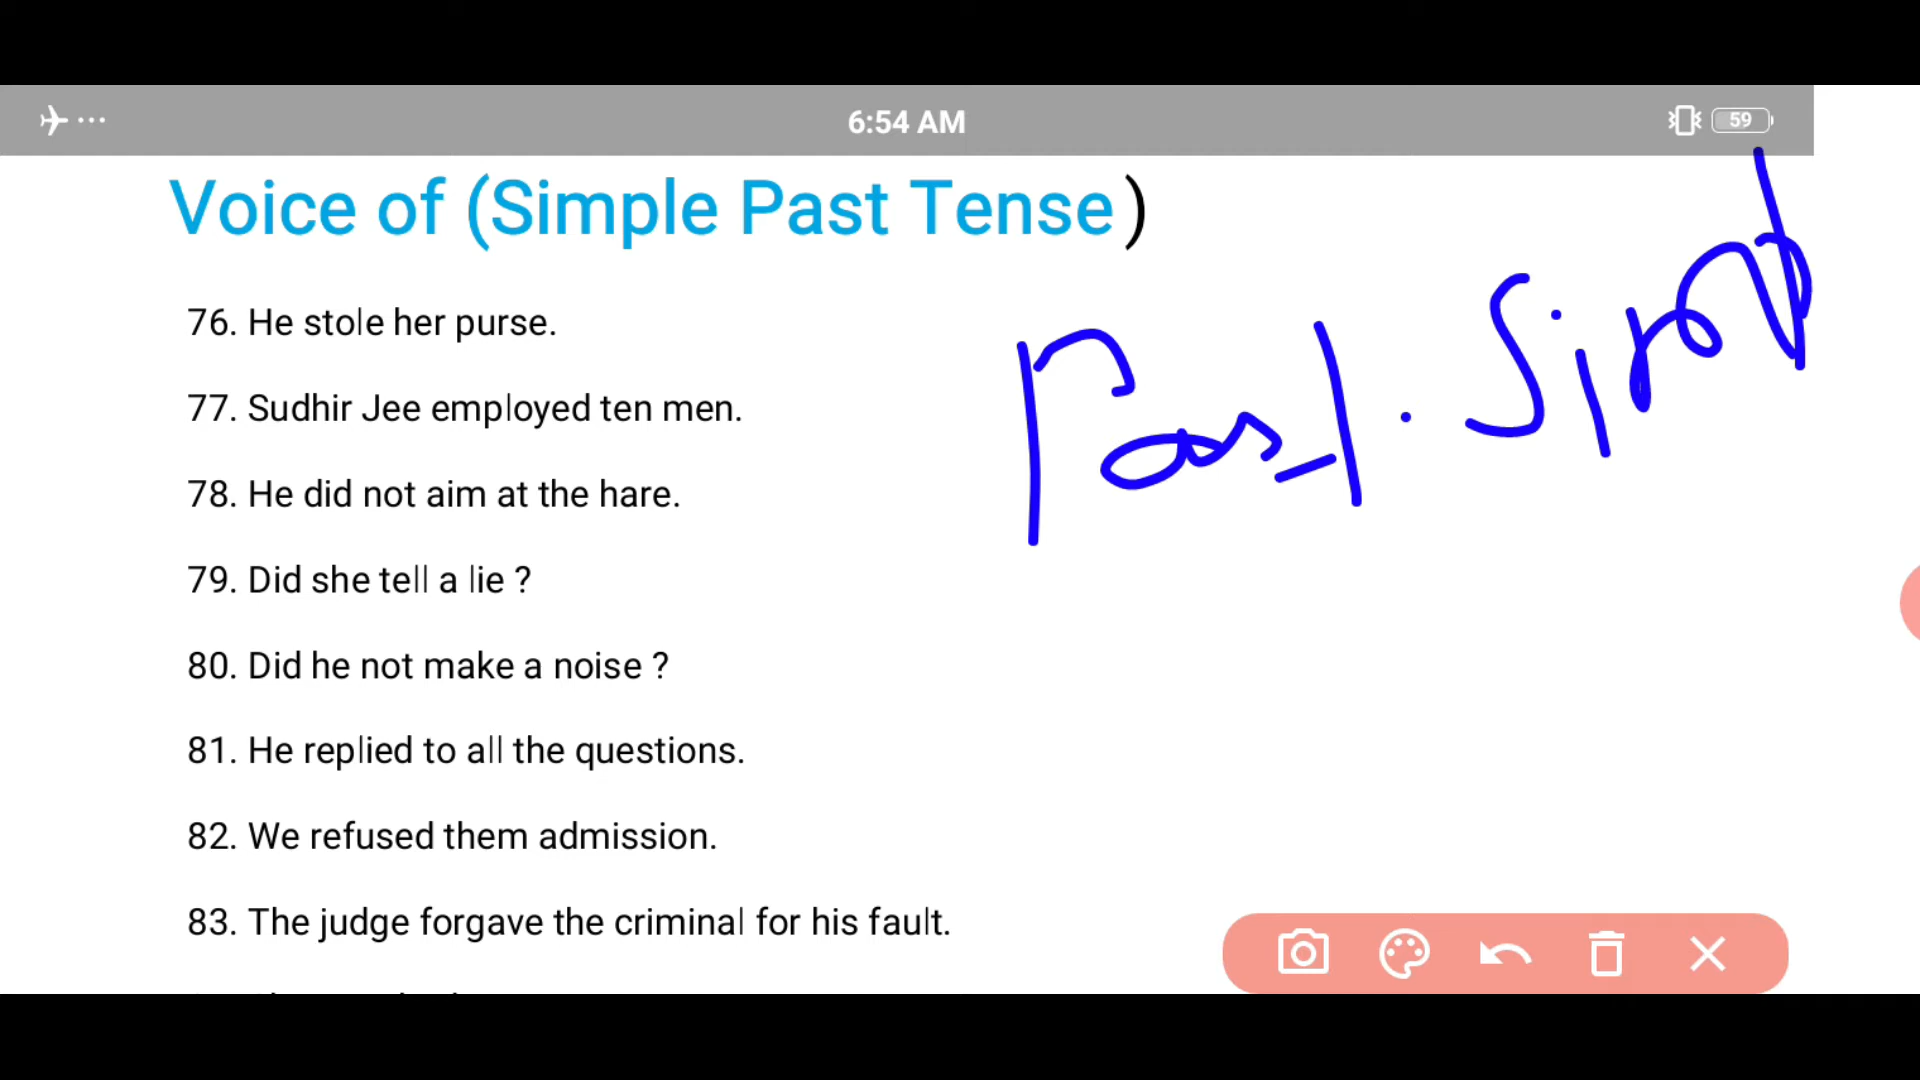 6:54 AM
59
Voice of (Simple Past Tense)
76. He stole her purse.
Past. Simp
77. Sudhir Jee employed ten men.
78. He did not aim at the hare.
79. Did she tell a lie ?
80. Did he not make a noise ?
81. He replied to all the questions.
82. We refused them admission.
83. The judge forgave the criminal for his fault.